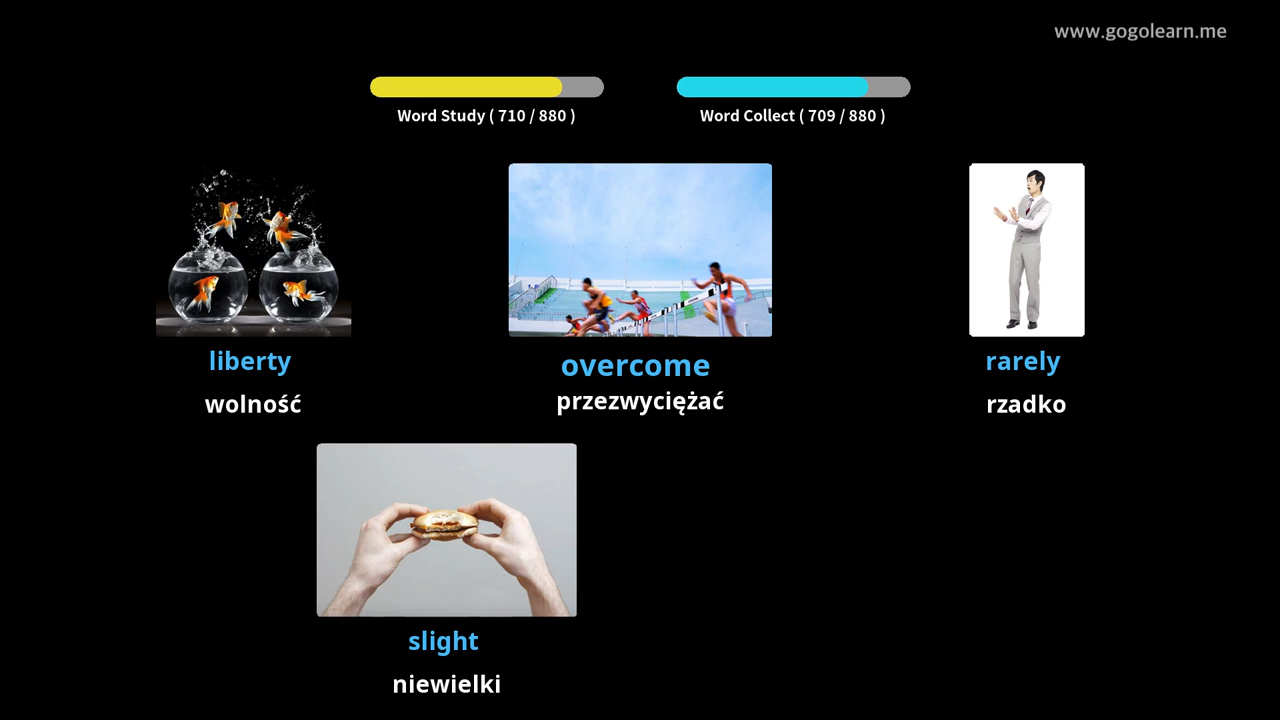 www.gogolearn.me
Word Study ( 710 / 880 )
Word Collect ( 709 / 880 )
liberty
overcome
rarely
wolność
przezwyciężać
rzadko
slight
niewielki